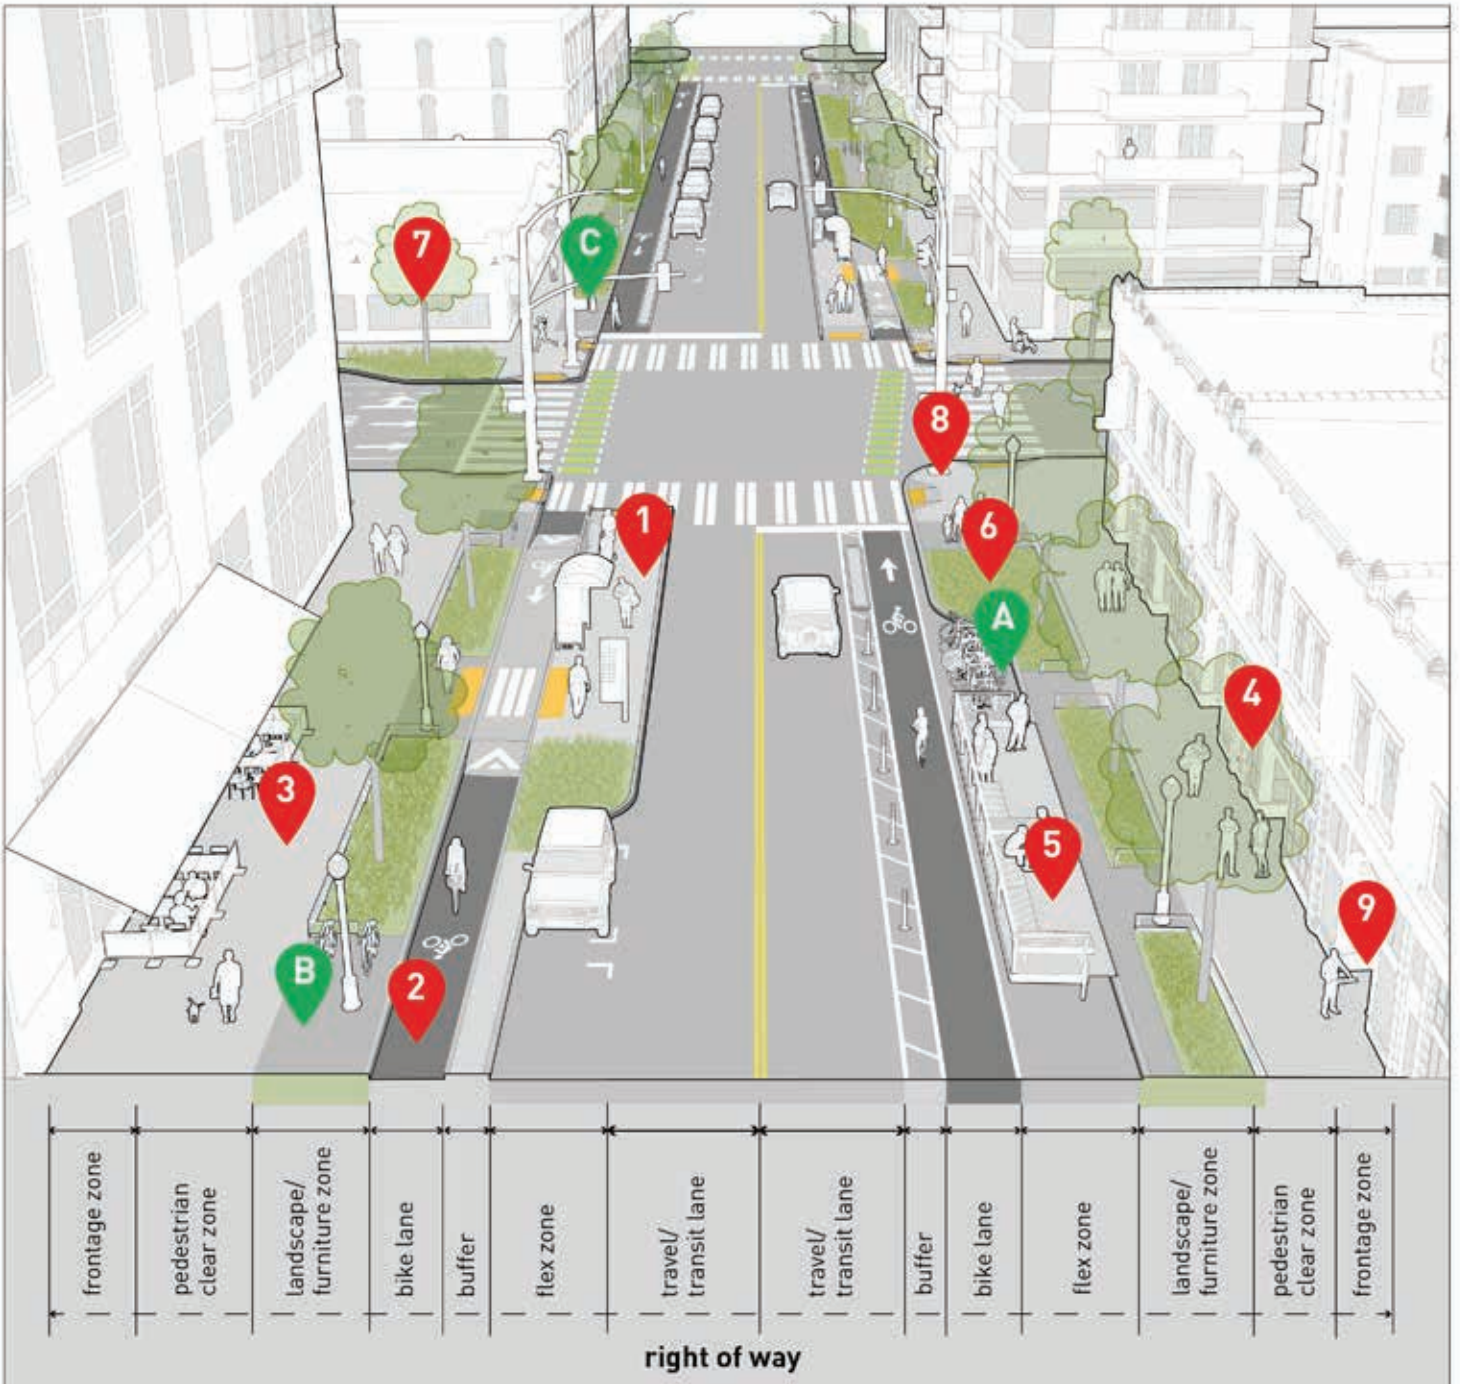 7
C
8
1
6
A
4
3
5
9
B
2
frontage zone
pedestrian
clear zone
landscape/
furniture zone
bike lane
buffer
flex zone
travel/
transit lane
travel/
transit lane
buffer
bike lane
flex zone
landscape/
furniture zone
pedestrian
clear zone
frontage zone
right of way